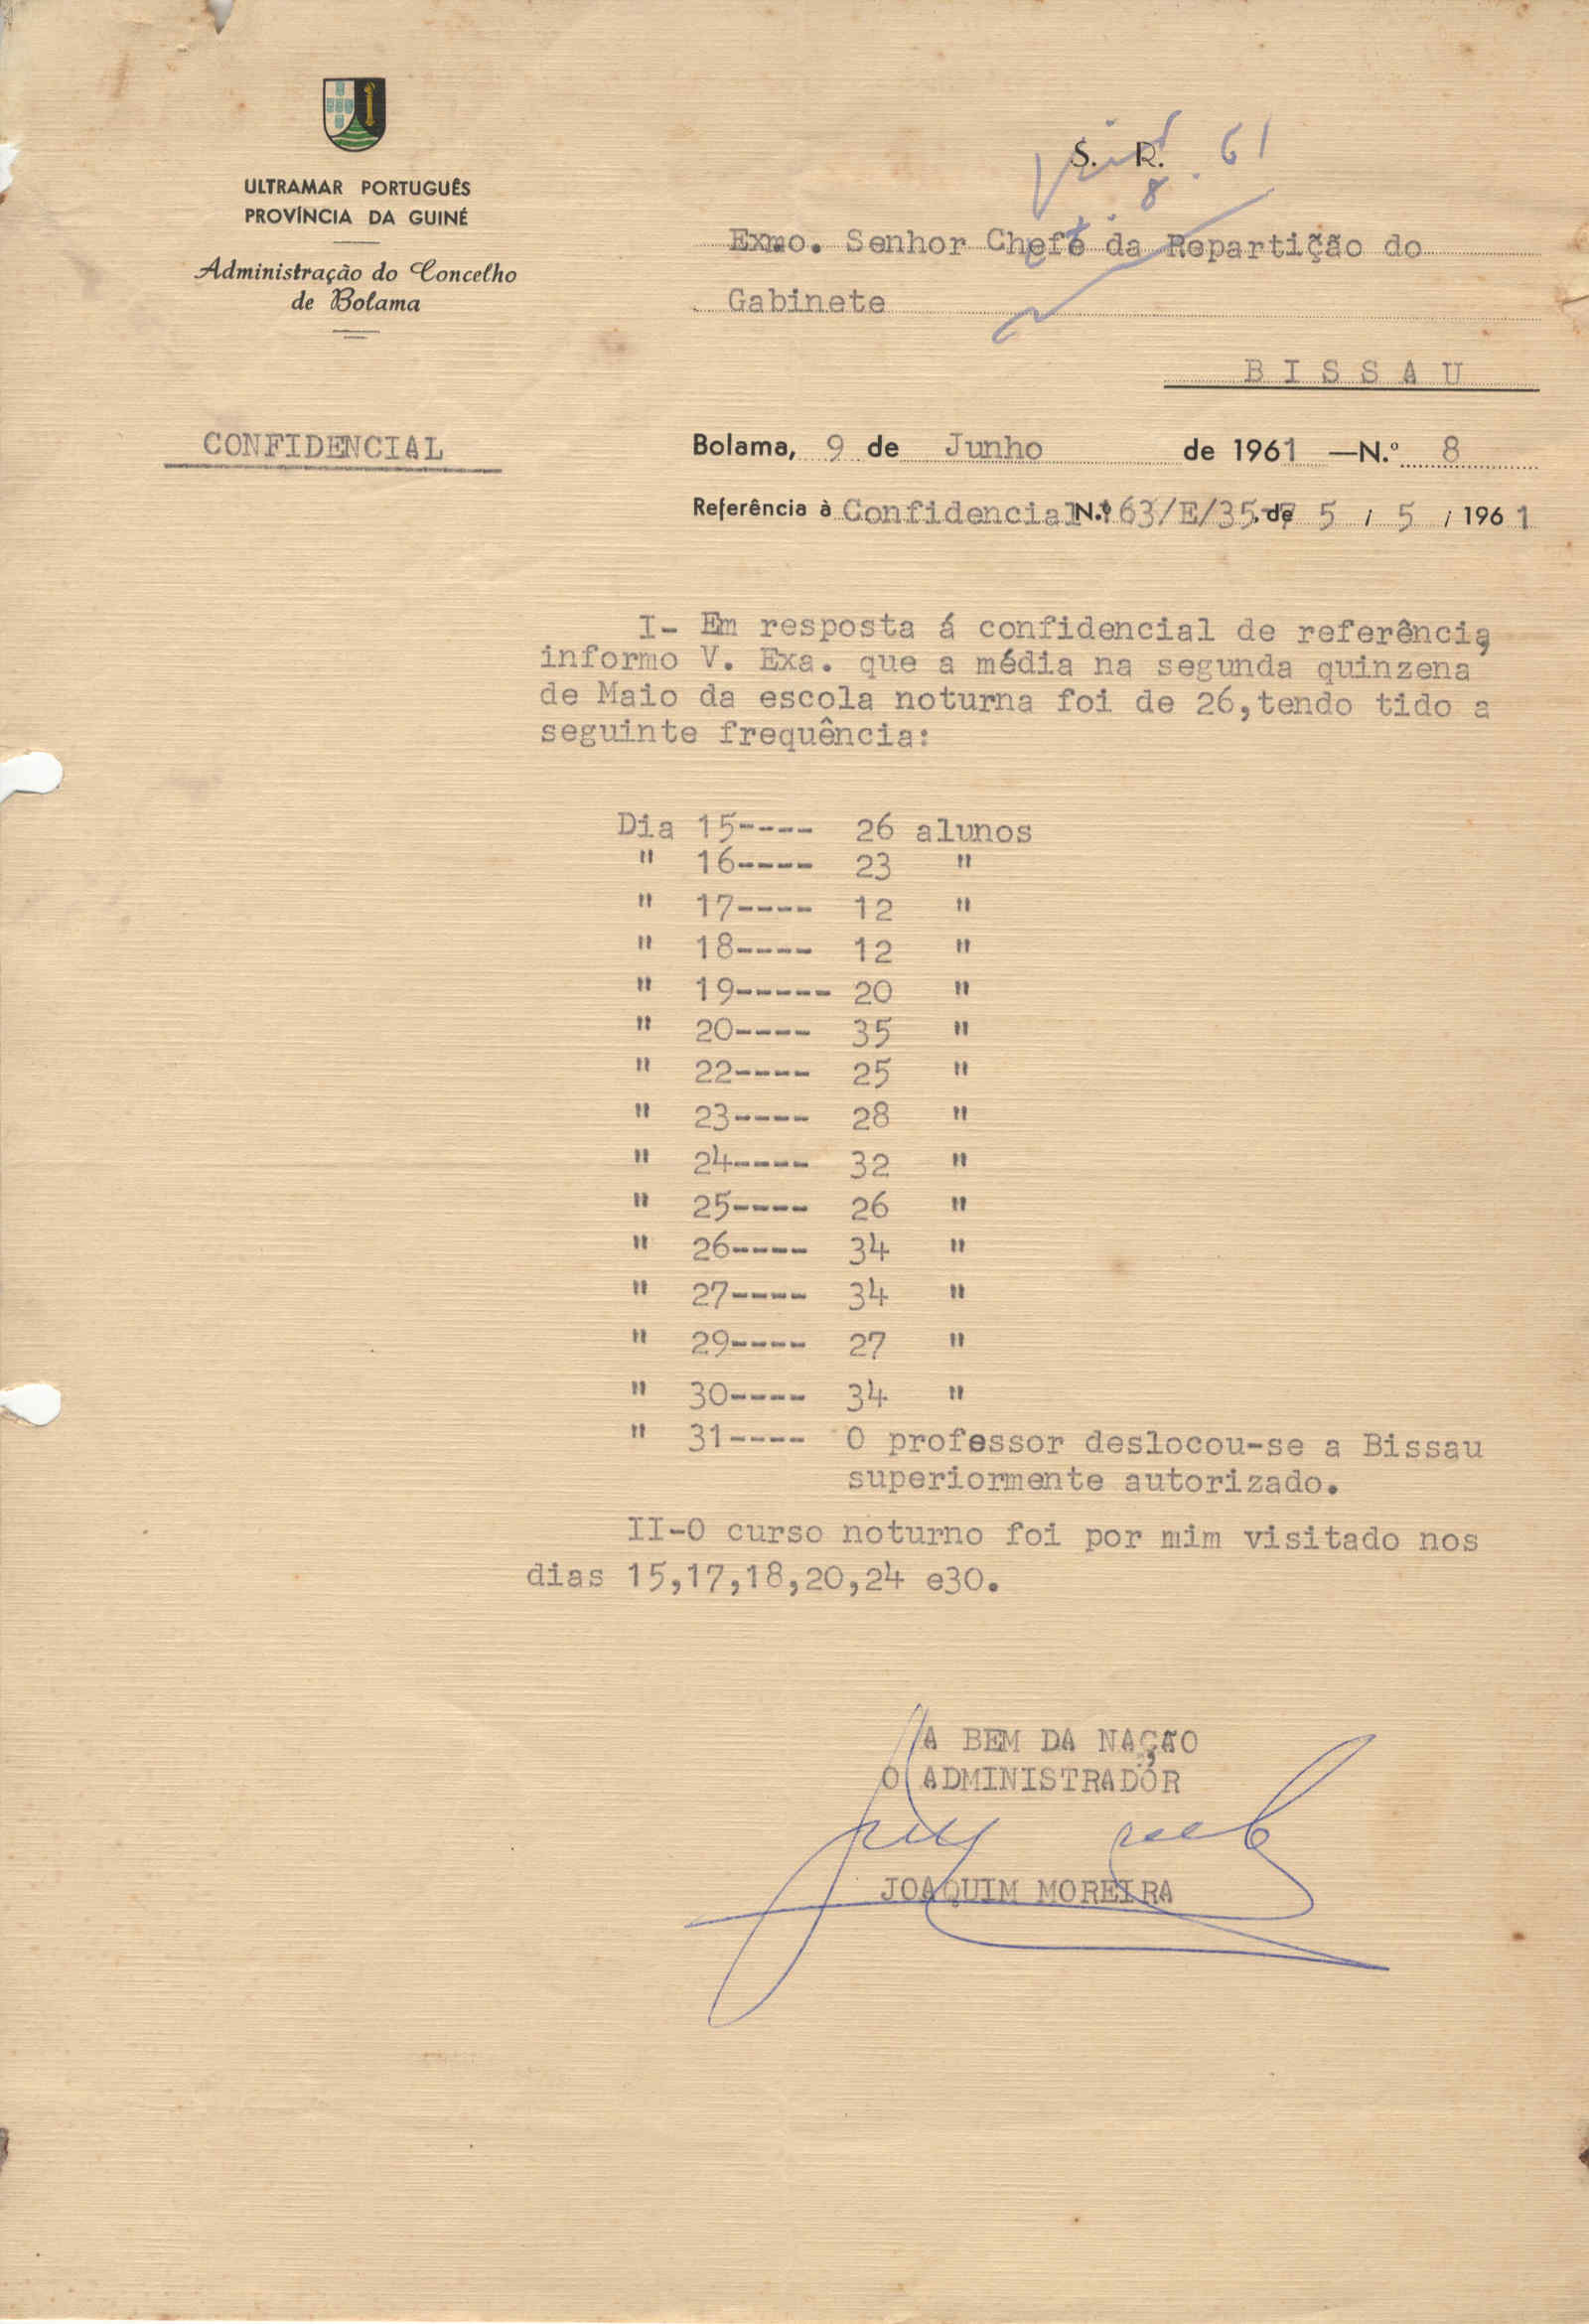 ULTRAMAR PORTUGUÊS
PROVÍNCIA DA GUINÉ
Administração do Concelho
de Bolama
S. R.
61
8
Exmo. Senhor Chefe da Repartição do
Gabinete
BISSAU
CONFIDENCIAL
Bolama, 9 de Junho de 1961 —N.º 8
Referência à Confidencial N.º 163/E/35-7 de 5 / 5 / 1961
I- Em resposta á confidencial de referência,
informo V. Exa. que a média na segunda quinzena
de Maio da escola noturna foi de 26,tendo tido a
seguinte frequência:
Dia 15---- 26 alunos
" 16---- 23 "
" 17---- 12 "
" 18---- 12 "
" 19----- 20 "
" 20---- 35 "
" 22---- 25 "
" 23---- 28 "
" 24---- 32 "
" 25---- 26 "
" 26---- 34 "
" 27---- 34 "
" 29---- 27 "
" 30---- 34 "
" 31---- O professor deslocou-se a Bissau
superiormente autorizado.
II-O curso noturno foi por mim visitado nos
dias 15,17,18,20,24 e30.
A BEM DA NAÇÃO
O ADMINISTRADOR
JOAQUIM MOREIRA